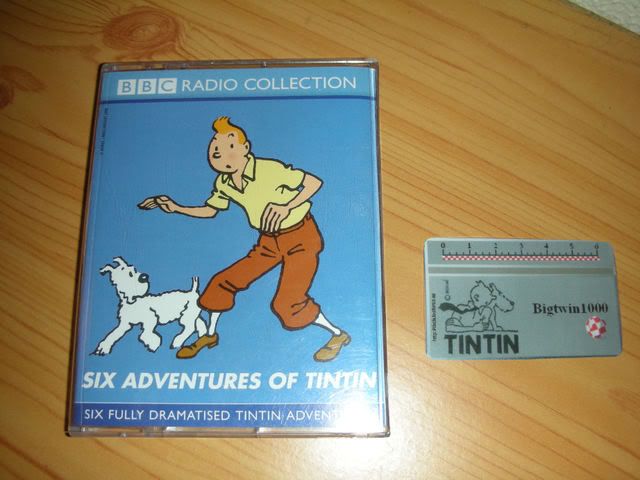 BBC RADIO COLLECTION
SIX ADVENTURES OF TINTIN
SIX FULLY DRAMATISED TINTIN ADVEN
0 1 2 3 4 5 6
Bigtwin1000
TINTIN